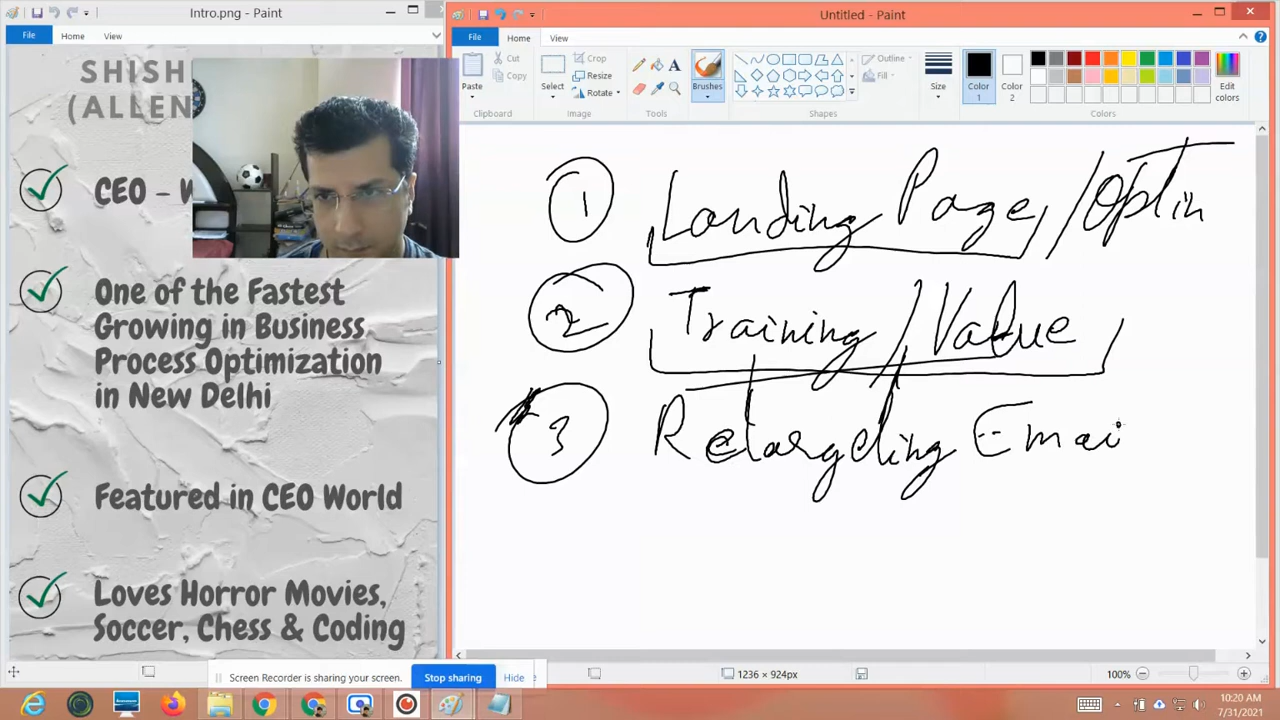 Intro.png - Paint
File Home View
SHISH
(ALLEN
CEO -
One of the Fastest
Growing in Business
Process Optimization
in New Delhi
Featured in CEO World
Loves Horror Movies,
Soccer, Chess & Coding
Screen Recorder is sharing your screen. Stop sharing Hide
Untitled - Paint
File Home View
Paste Cut
Copy
Clipboard
Select Crop
Resize
Rotate
Image
A
Tools
Brushes
Outline
Fill
Shapes
Size
Color 1
Color 2
Edit colors
Colors
1 Landing Page/Optin
2 Training/Value
3 Retargeting Emai
1236 × 924px
100%
10:20 AM
7/31/2021